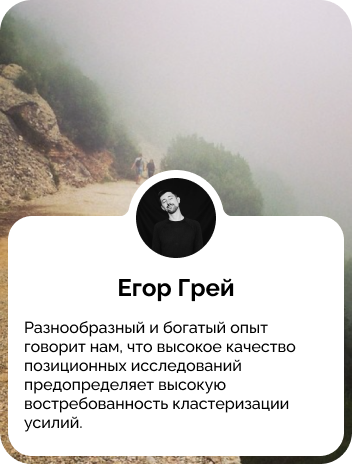 Егор Грей
Разнообразный и богатый опыт
говорит нам, что высокое качество
позиционных исследований
предопределяет высокую
востребованность кластеризации
усилий.